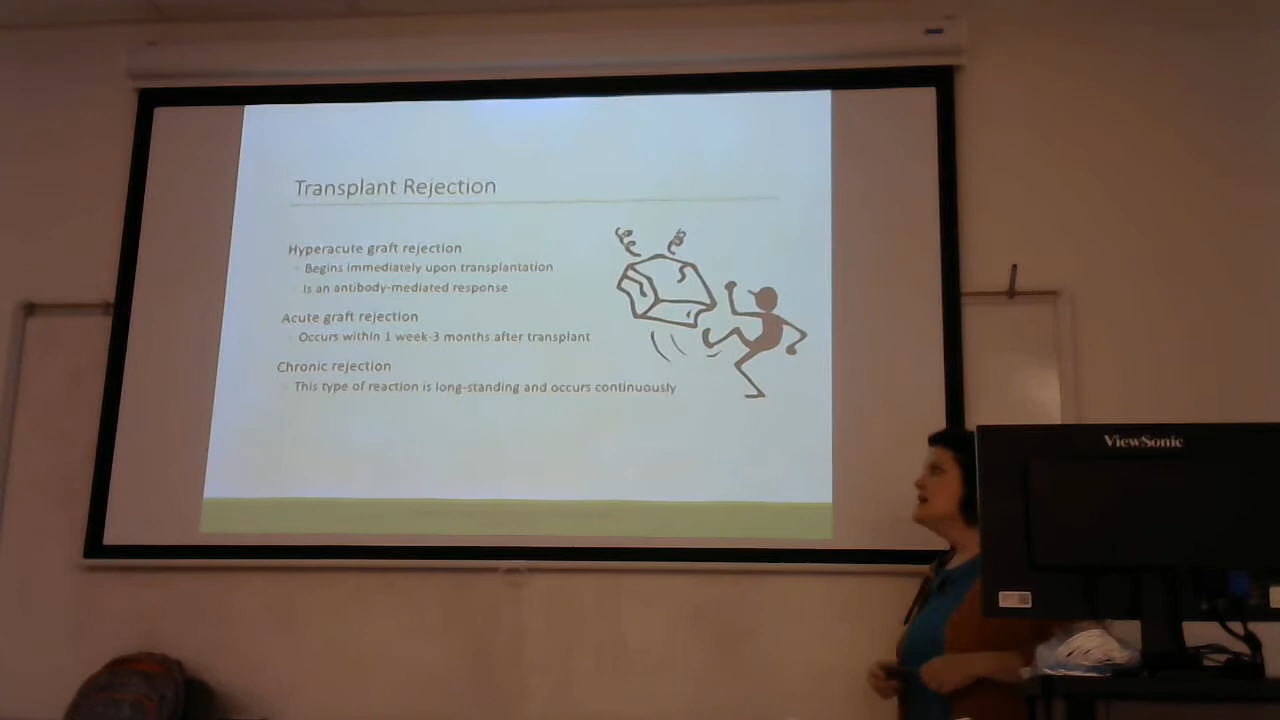 Transplant Rejection
Hyperacute graft rejection
Begins immediately upon transplantation
Is an antibody-mediated response
Acute graft rejection
Occurs within 1 week-3 months after transplant
Chronic rejection
This type of reaction is long-standing and occurs continuously
ViewSonic